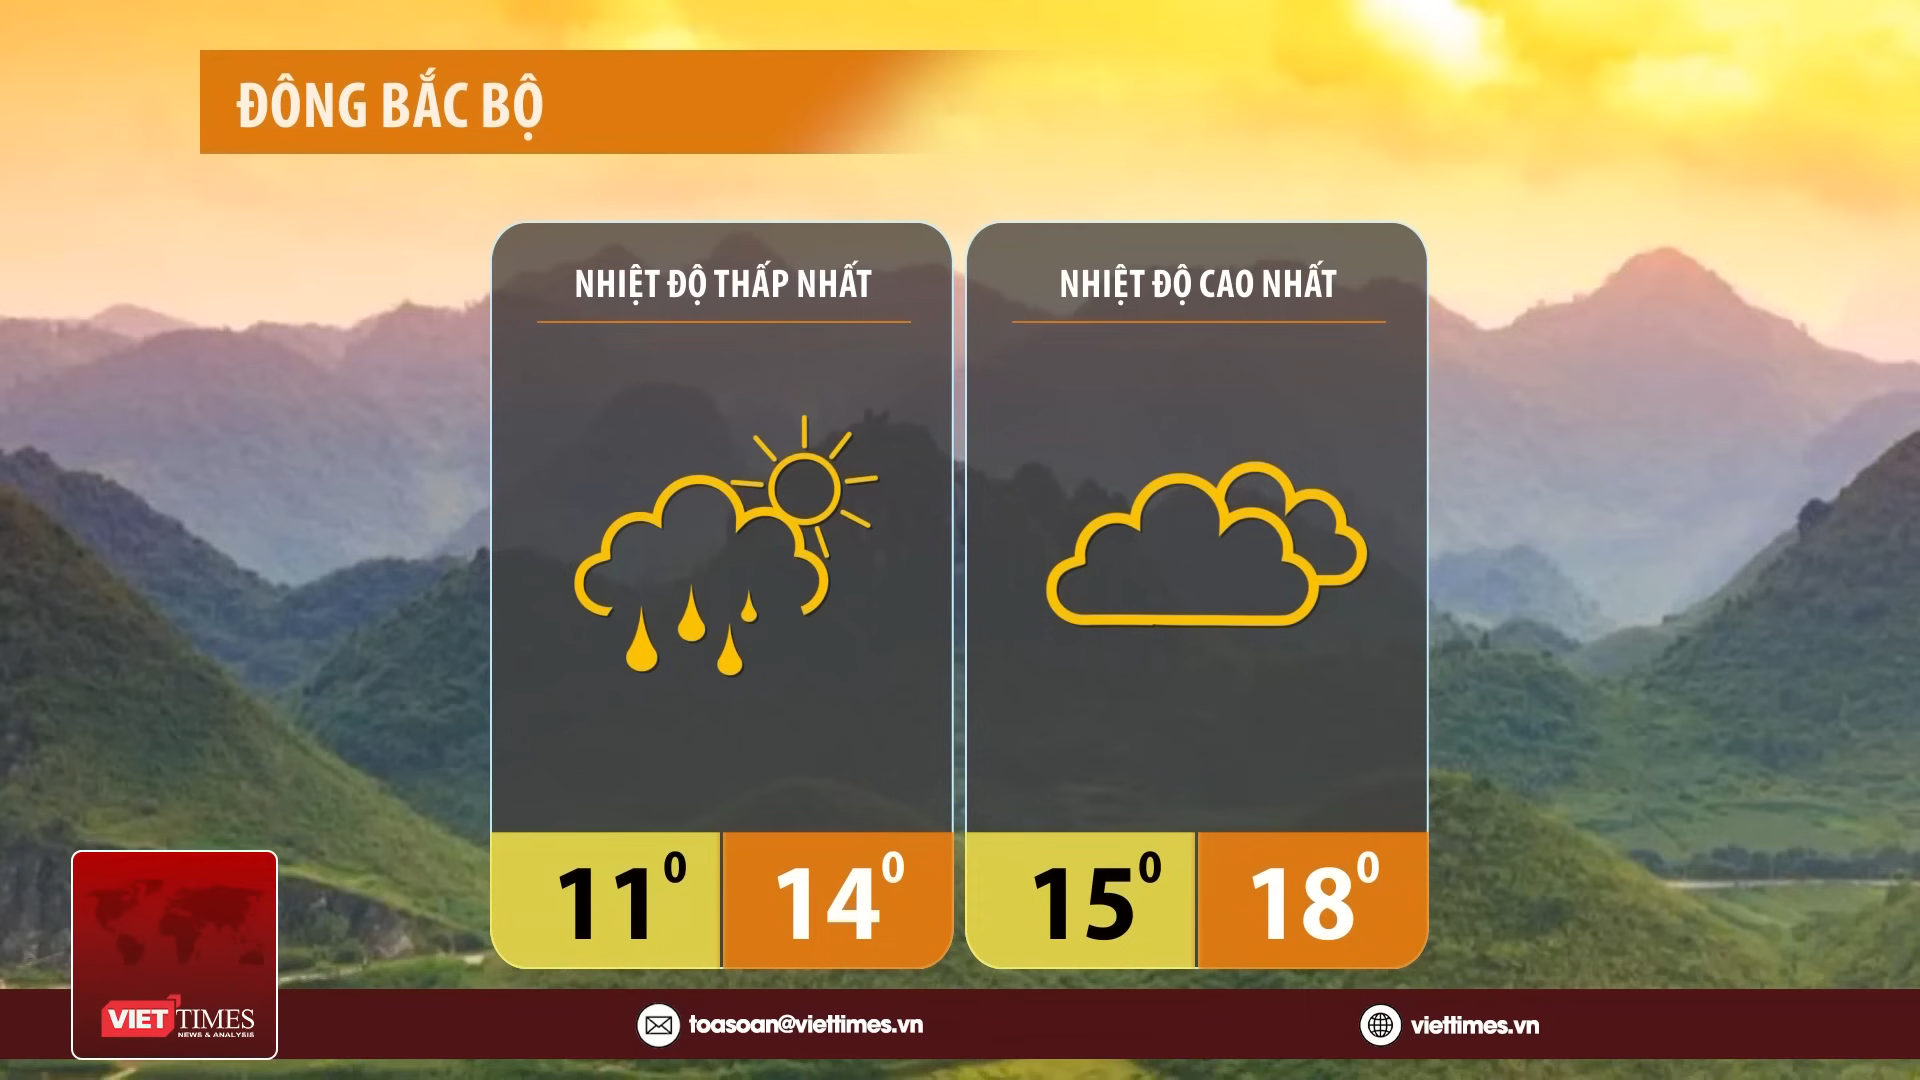 ĐÔNG BẮC BỘ
NHIỆT ĐỘ THẤP NHẤT
11⁰ 14⁰
NHIỆT ĐỘ CAO NHẤT
15⁰ 18⁰
VIETTIMES
NEWS & ANALYSIS
toasoan@viettimes.vn
viettimes.vn